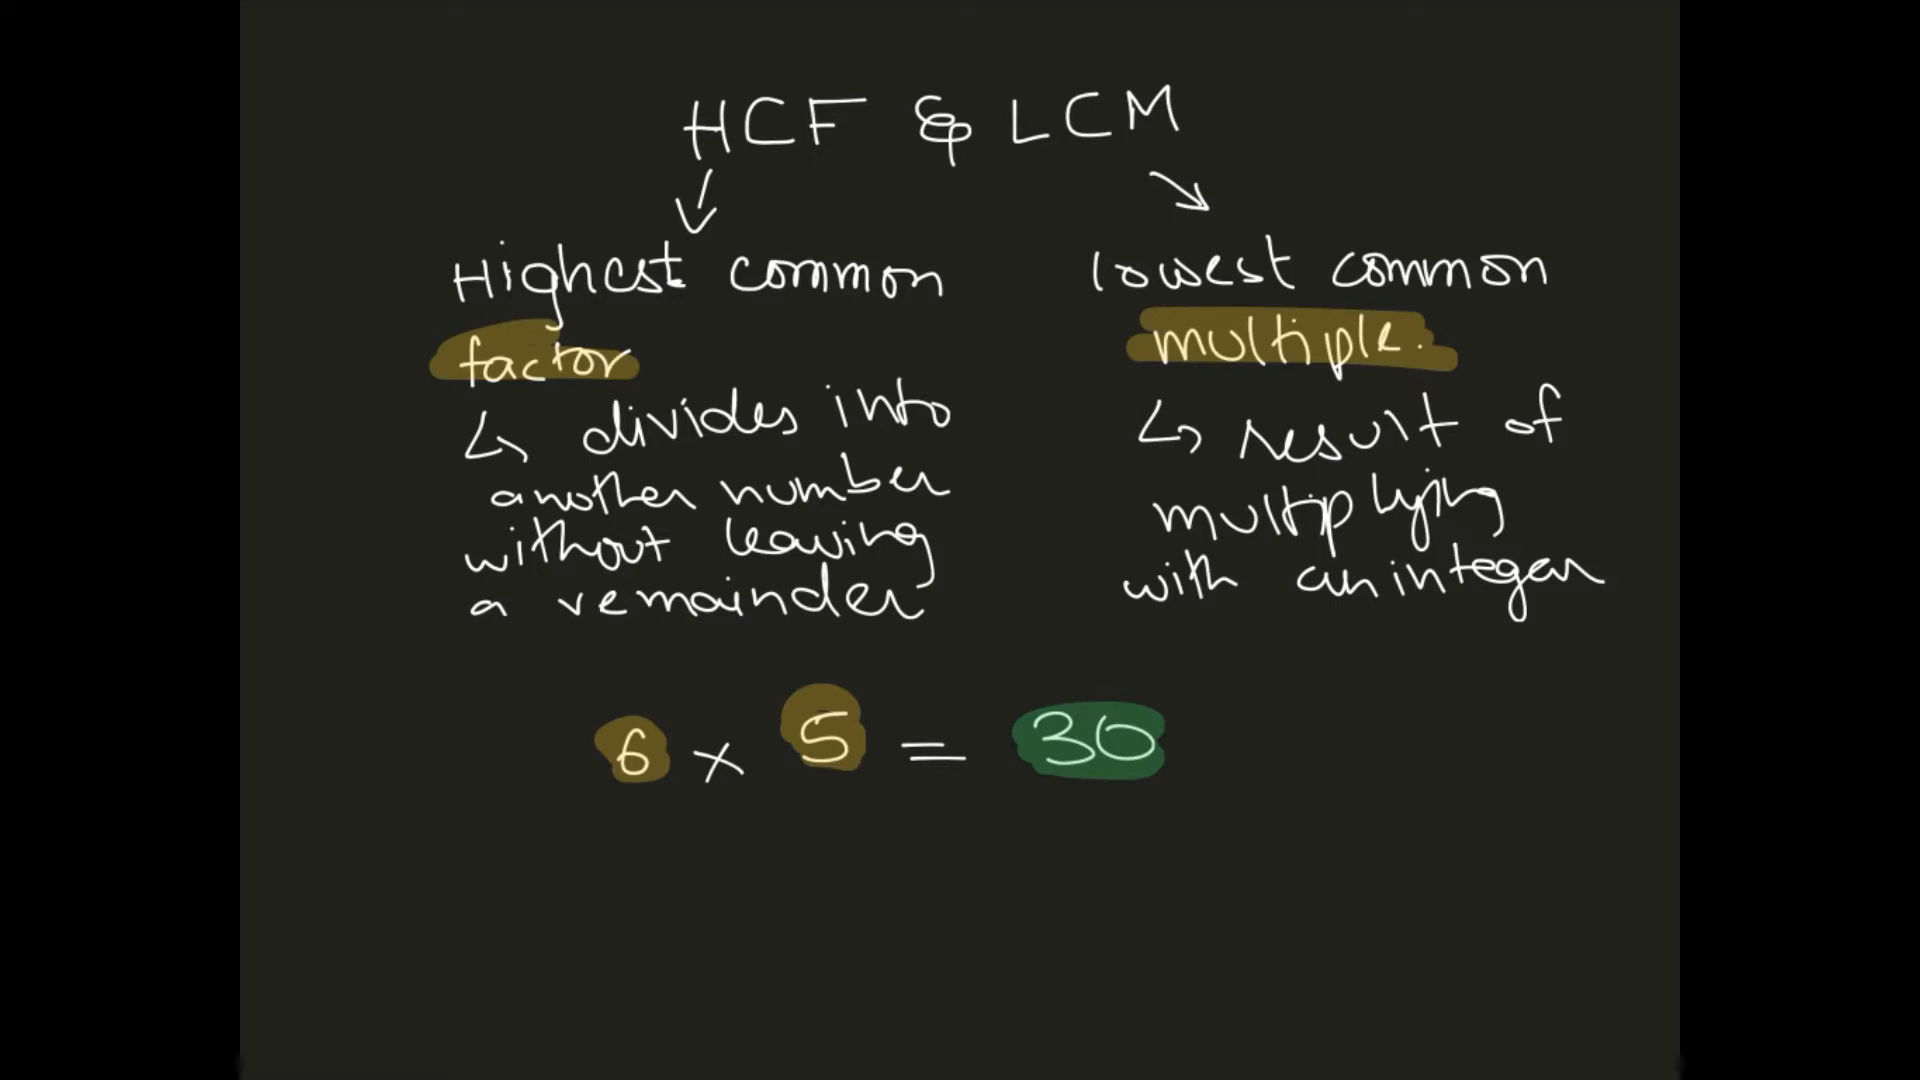 HCF & LCM
Highest common
factor
↳ divides into
another number
without leaving
a remainder
lowest common
multiple.
↳ result of
multiplying
with an integer
6 x 5 = 30